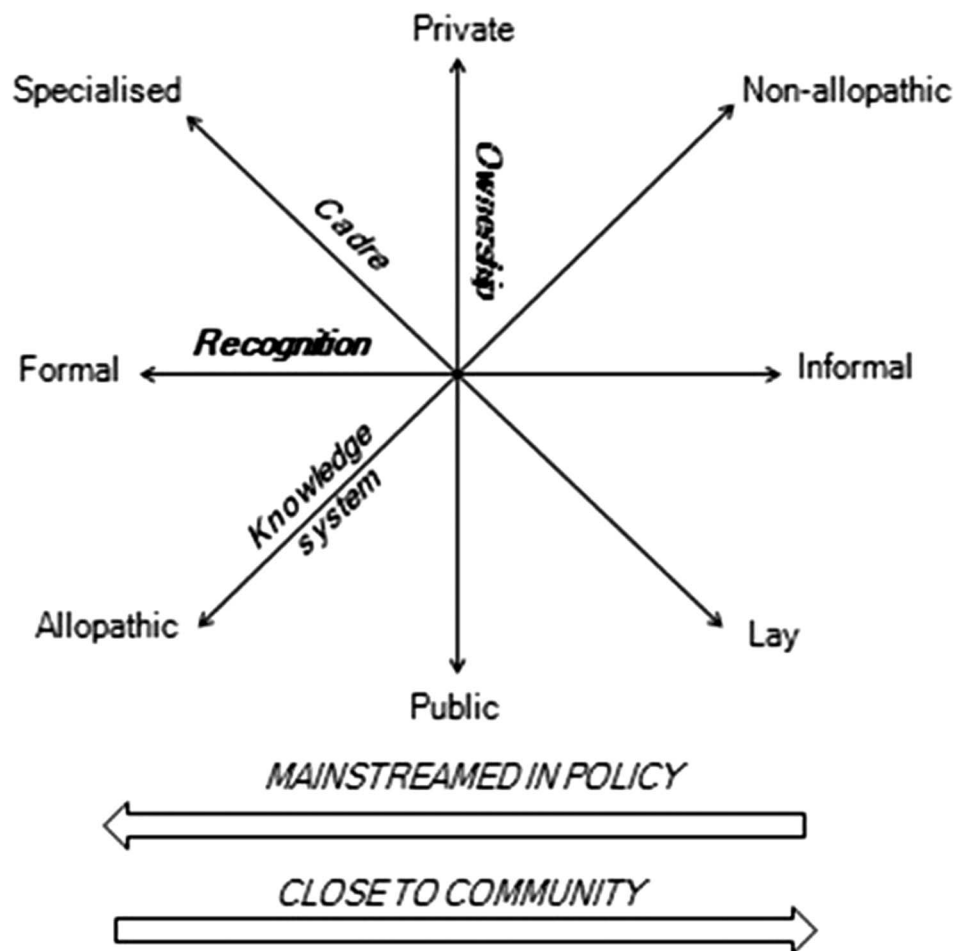 Private
Specialised
Non-allopathic
Ownership
Cadre
Recognition
Formal
Informal
Knowledge
system
Allopathic
Lay
Public
MAINSTREAMED IN POLICY
CLOSE TO COMMUNITY